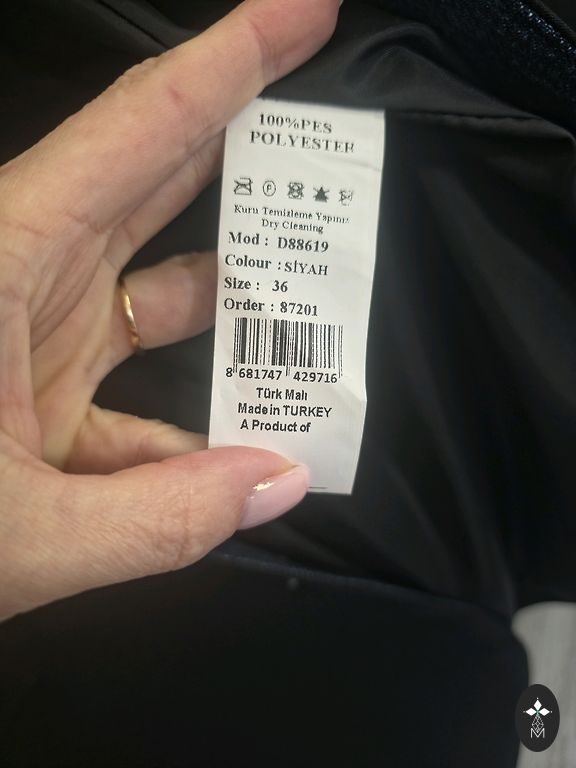 100%PES
POLYESTER
Kuru Temizleme Yapınız
Dry Cleaning
Mod : D88619
Colour : SİYAH
Size : 36
Order : 87201
8 681747 429716
Türk Malı
Made in TURKEY
A Product of
M